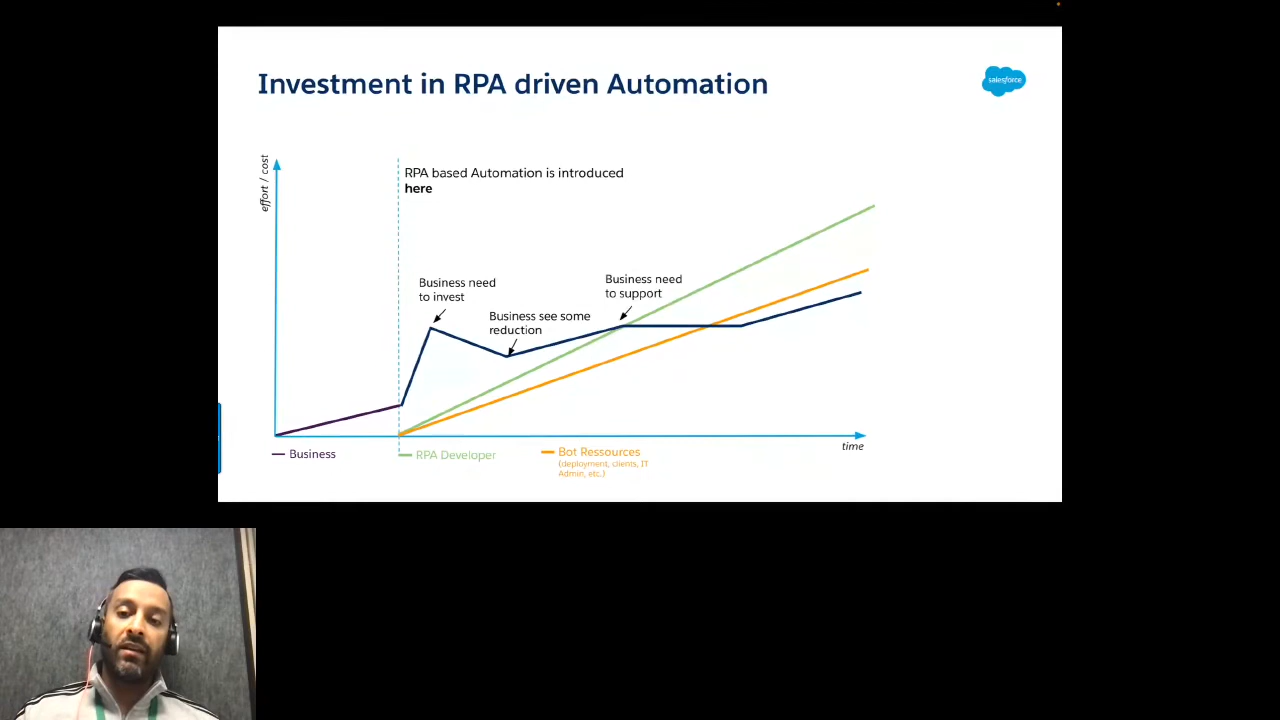 Investment in RPA driven Automation
salesforce
effort / cost
RPA based Automation is introduced
here
Business need
to invest
Business see some
reduction
Business need
to support
time
Business
RPA Developer
Bot Ressources
(deployment, clients, IT
Admin, etc.)